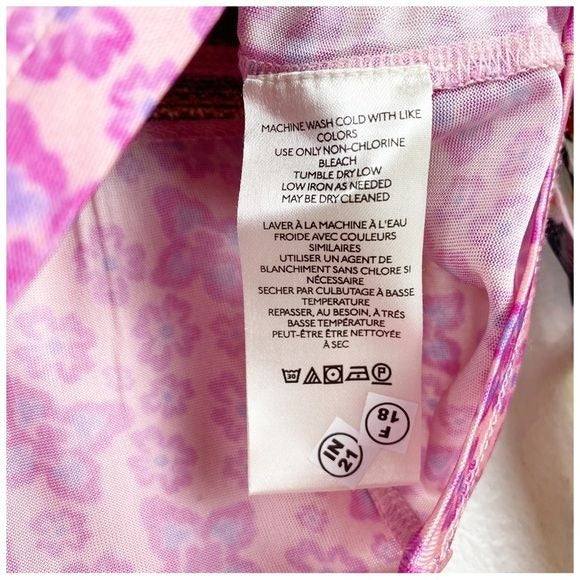 MACHINE WASH COLD WITH LIKE
COLORS
USE ONLY NON-CHLORINE
BLEACH
TUMBLE DRY LOW
LOW IRON AS NEEDED
MAY BE DRY CLEANED
LAVER À LA MACHINE À L'EAU
FROIDE AVEC COULEURS
SIMILAIRES
UTILISER UN AGENT DE
BLANCHIMENT SANS CHLORE SI
NÉCESSAIRE
SECHER PAR CULBUTAGE À BASSE
TEMPERATURE
REPASSER, AU BESOIN, À TRÉS
BASSE TEMPÉRATURE
PEUT-ÊTRE ÊTRE NETTOYÉE
À SEC
30 P
F
18
IN
21